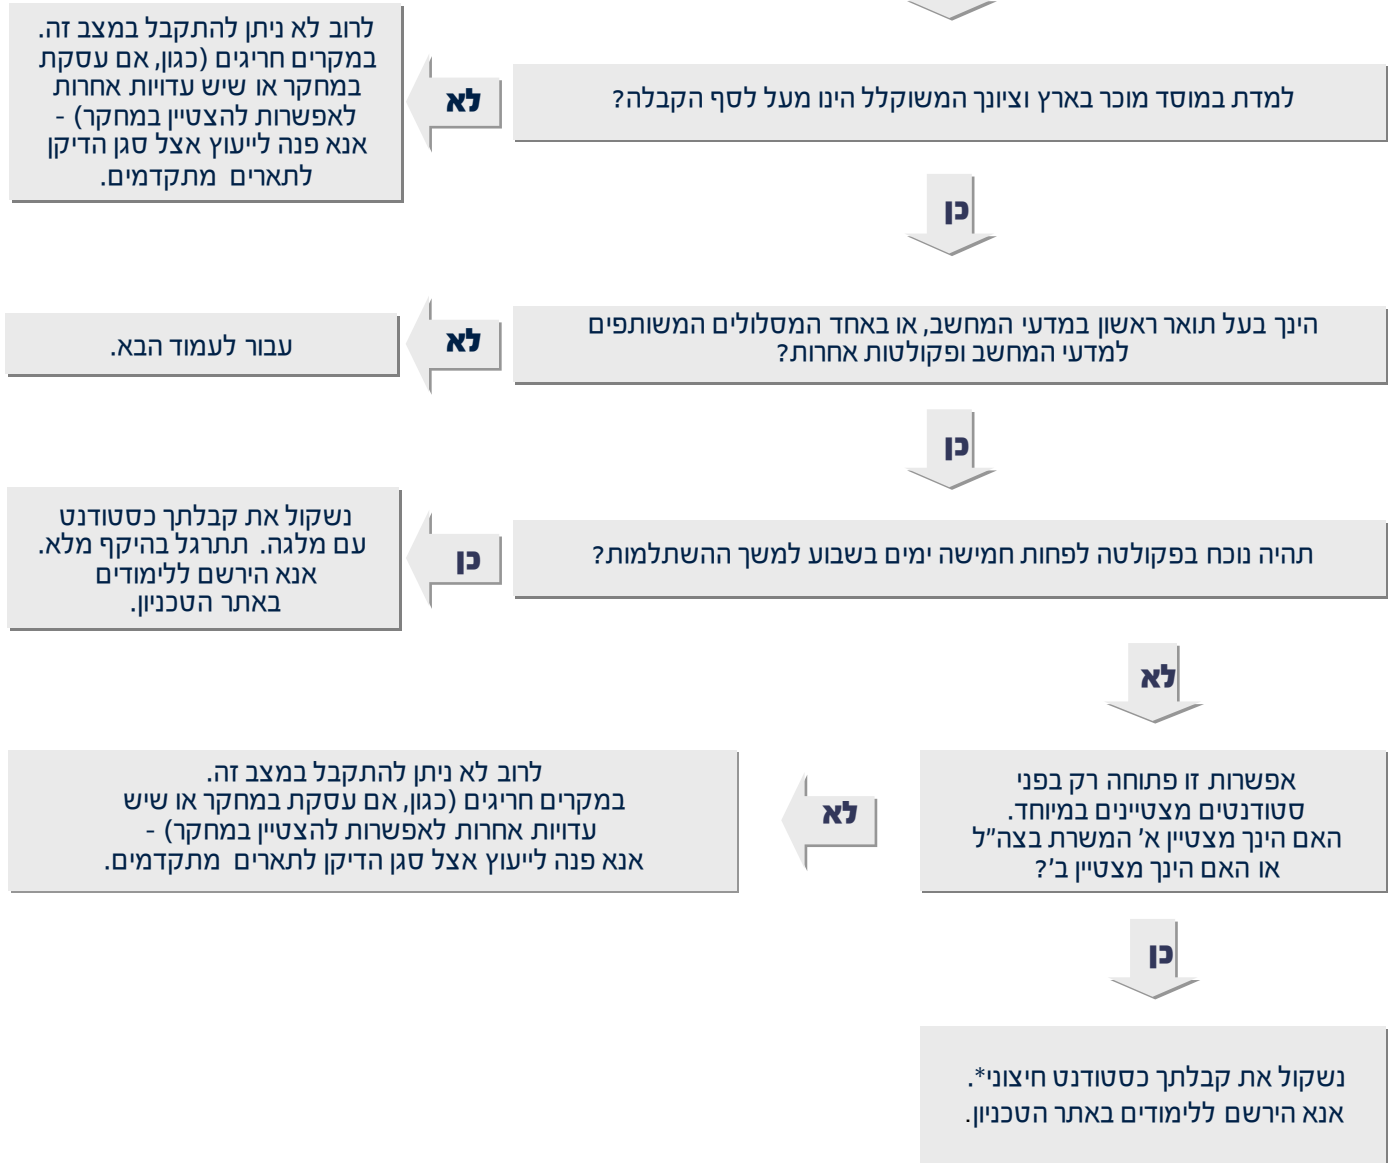 למדת במוסד מוכר בארץ וציונך המשוקלל הינו מעל לסף הקבלה?
לא
לרוב לא ניתן להתקבל במצב זה.
במקרים חריגים (כגון, אם עסקת
במחקר או שיש עדויות אחרות
לאפשרות להצטיין במחקר) -
אנא פנה לייעוץ אצל סגן הדיקן
לתארים מתקדמים.
כן
הינך בעל תואר ראשון במדעי המחשב, או באחד המסלולים המשותפים
למדעי המחשב ופקולטות אחרות?
לא
עבור לעמוד הבא.
כן
תהיה נוכח בפקולטה לפחות חמישה ימים בשבוע למשך ההשתלמות?
כן
נשקול את קבלתך כסטודנט
עם מלגה. תתרגל בהיקף מלא.
אנא הירשם ללימודים
באתר הטכניון.
לא
אפשרות זו פתוחה רק בפני
סטודנטים מצטיינים במיוחד.
האם הינך מצטיין א' המשרת בצה"ל
או האם הינך מצטיין ב'?
לא
לרוב לא ניתן להתקבל במצב זה.
במקרים חריגים (כגון, אם עסקת במחקר או שיש
עדויות אחרות לאפשרות להצטיין במחקר) -
אנא פנה לייעוץ אצל סגן הדיקן לתארים מתקדמים.
כן
נשקול את קבלתך כסטודנט חיצוני*.
אנא הירשם ללימודים באתר הטכניון.